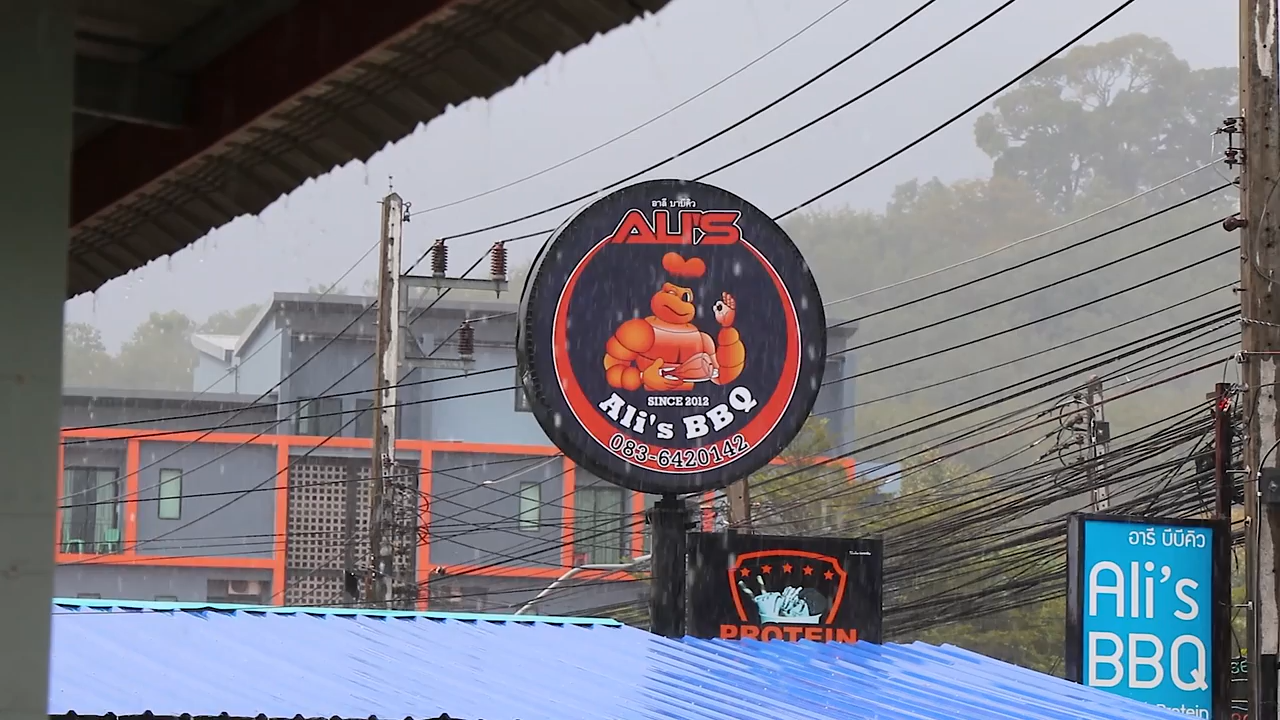 อาลี บาบีคิว
ALI'S
SINCE 2012
Ali's BBQ
083-6420142
PROTEIN
อารี บีบีคิว
Ali's
BBQ
Protein